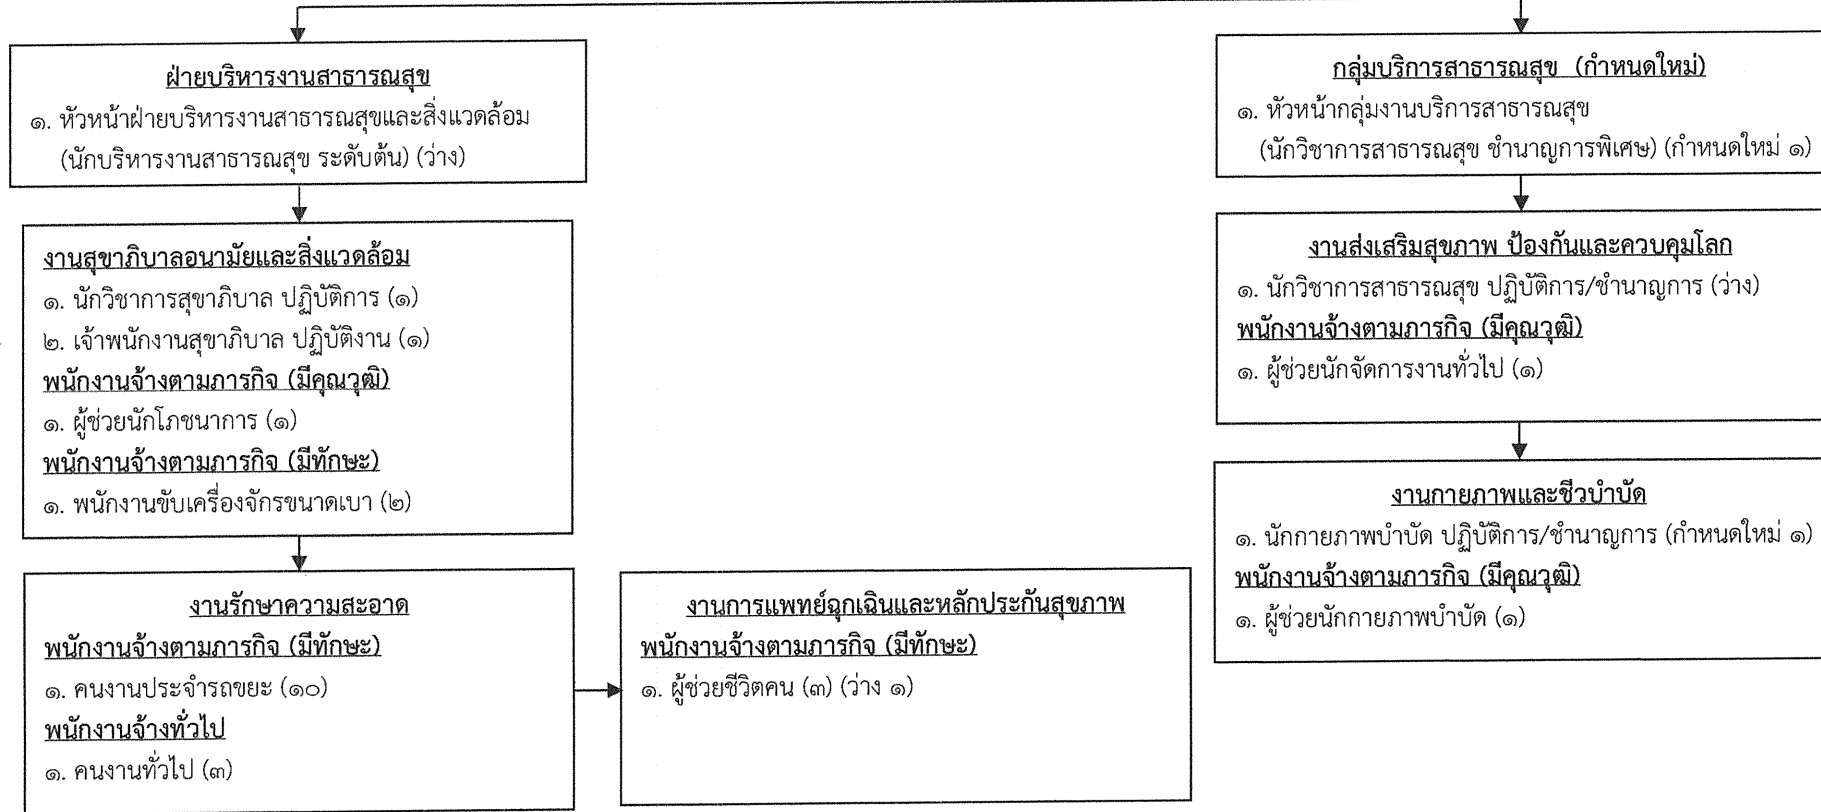 ฝ่ายบริหารงานสาธารณสุข
๑. หัวหน้าฝ่ายบริหารงานสาธารณสุขและสิ่งแวดล้อม
(นักบริหารงานสาธารณสุข ระดับต้น) (ว่าง)
งานสุขาภิบาลอนามัยและสิ่งแวดล้อม
๑. นักวิชาการสุขาภิบาล ปฏิบัติการ (๑)
๒. เจ้าพนักงานสุขาภิบาล ปฏิบัติงาน (๑)
พนักงานจ้างตามภารกิจ (มีคุณวุฒิ)
๑. ผู้ช่วยนักโภชนาการ (๑)
พนักงานจ้างตามภารกิจ (มีทักษะ)
๑. พนักงานขับเครื่องจักรขนาดเบา (๒)
งานรักษาความสะอาด
พนักงานจ้างตามภารกิจ (มีทักษะ)
๑. คนงานประจำรถขยะ (๑๐)
พนักงานจ้างทั่วไป
๑. คนงานทั่วไป (๓)
งานการแพทย์ฉุกเฉินและหลักประกันสุขภาพ
พนักงานจ้างตามภารกิจ (มีทักษะ)
๑. ผู้ช่วยชีวิตคน (๓) (ว่าง ๑)
กลุ่มบริการสาธารณสุข (กำหนดใหม่)
๑. หัวหน้ากลุ่มงานบริการสาธารณสุข
(นักวิชาการสาธารณสุข ชำนาญการพิเศษ) (กำหนดใหม่ ๑)
งานส่งเสริมสุขภาพ ป้องกันและควบคุมโลก
๑. นักวิชาการสาธารณสุข ปฏิบัติการ/ชำนาญการ (ว่าง)
พนักงานจ้างตามภารกิจ (มีคุณวุฒิ)
๑. ผู้ช่วยนักจัดการงานทั่วไป (๑)
งานกายภาพและชีวบำบัด
๑. นักกายภาพบำบัด ปฏิบัติการ/ชำนาญการ (กำหนดใหม่ ๑)
พนักงานจ้างตามภารกิจ (มีคุณวุฒิ)
๑. ผู้ช่วยนักกายภาพบำบัด (๑)